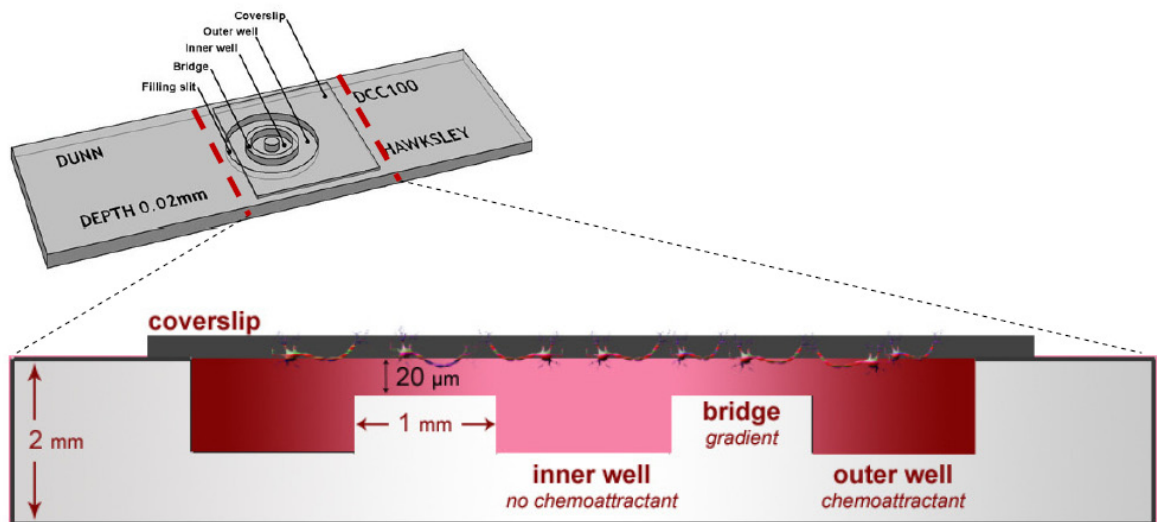 Coverslip
Outer well
Inner well
Bridge
Filling slit
DUNN
DCC100
HAWKSLEY
DEPTH 0.02mm
coverslip
20 µm
2 mm
1 mm
bridge
gradient
inner well
no chemoattractant
outer well
chemoattractant